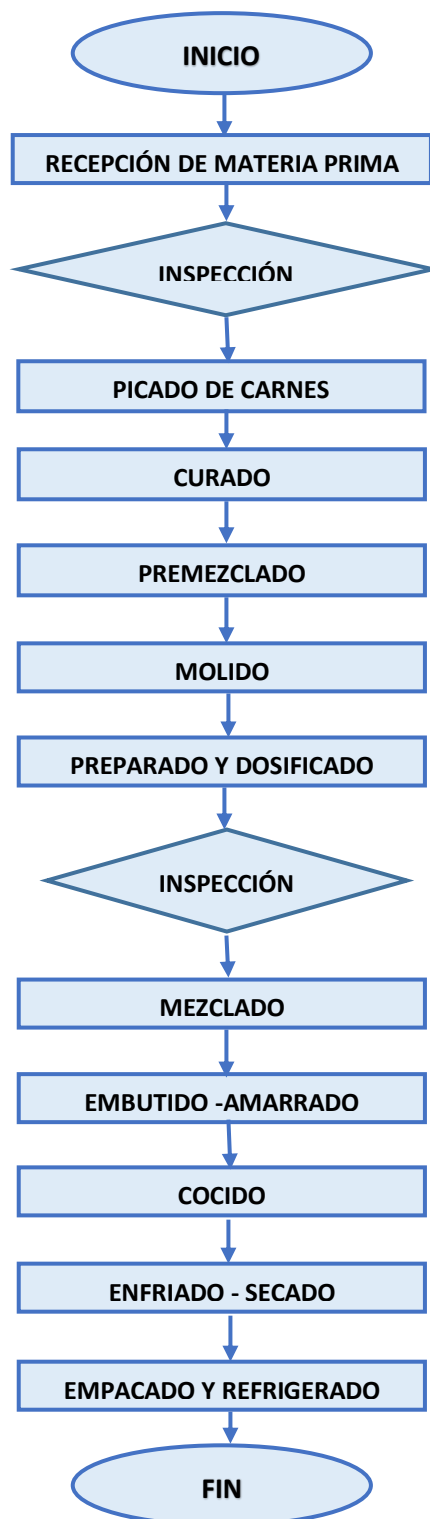 INICIO
RECEPCIÓN DE MATERIA PRIMA
INSPECCIÓN
PICADO DE CARNES
CURADO
PREMEZCLADO
MOLIDO
PREPARADO Y DOSIFICADO
INSPECCIÓN
MEZCLADO
EMBUTIDO -AMARRADO
COCIDO
ENFRIADO - SECADO
EMPACADO Y REFRIGERADO
FIN